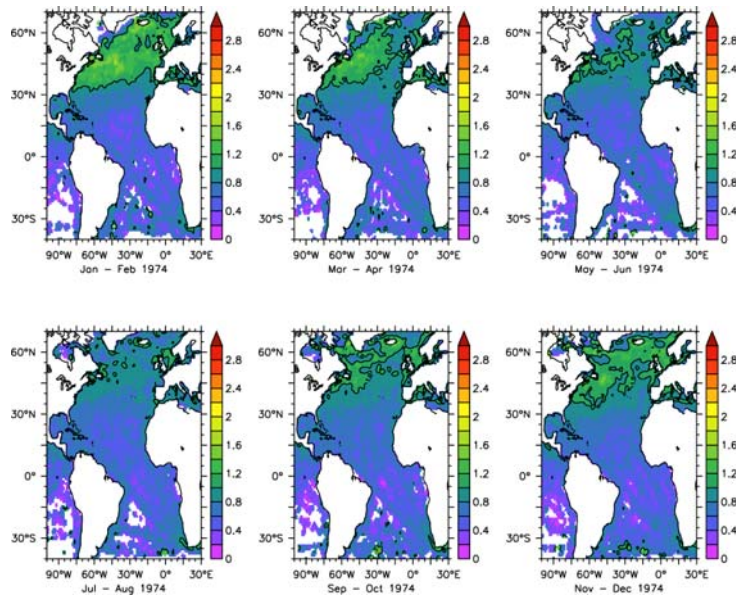 60°N
30°N
0°
30°S
2.8
2.4
2
1.6
1.2
0.8
0.4
0
90°W 60°W 30°W 0° 30°E
Jan – Feb 1974
60°N
30°N
0°
30°S
2.8
2.4
2
1.6
1.2
0.8
0.4
0
90°W 60°W 30°W 0° 30°E
Mar – Apr 1974
60°N
30°N
0°
30°S
2.8
2.4
2
1.6
1.2
0.8
0.4
0
90°W 60°W 30°W 0° 30°E
May – Jun 1974
60°N
30°N
0°
30°S
2.8
2.4
2
1.6
1.2
0.8
0.4
0
90°W 60°W 30°W 0° 30°E
Jul – Aug 1974
60°N
30°N
0°
30°S
2.8
2.4
2
1.6
1.2
0.8
0.4
0
90°W 60°W 30°W 0° 30°E
Sep – Oct 1974
60°N
30°N
0°
30°S
2.8
2.4
2
1.6
1.2
0.8
0.4
0
90°W 60°W 30°W 0° 30°E
Nov – Dec 1974